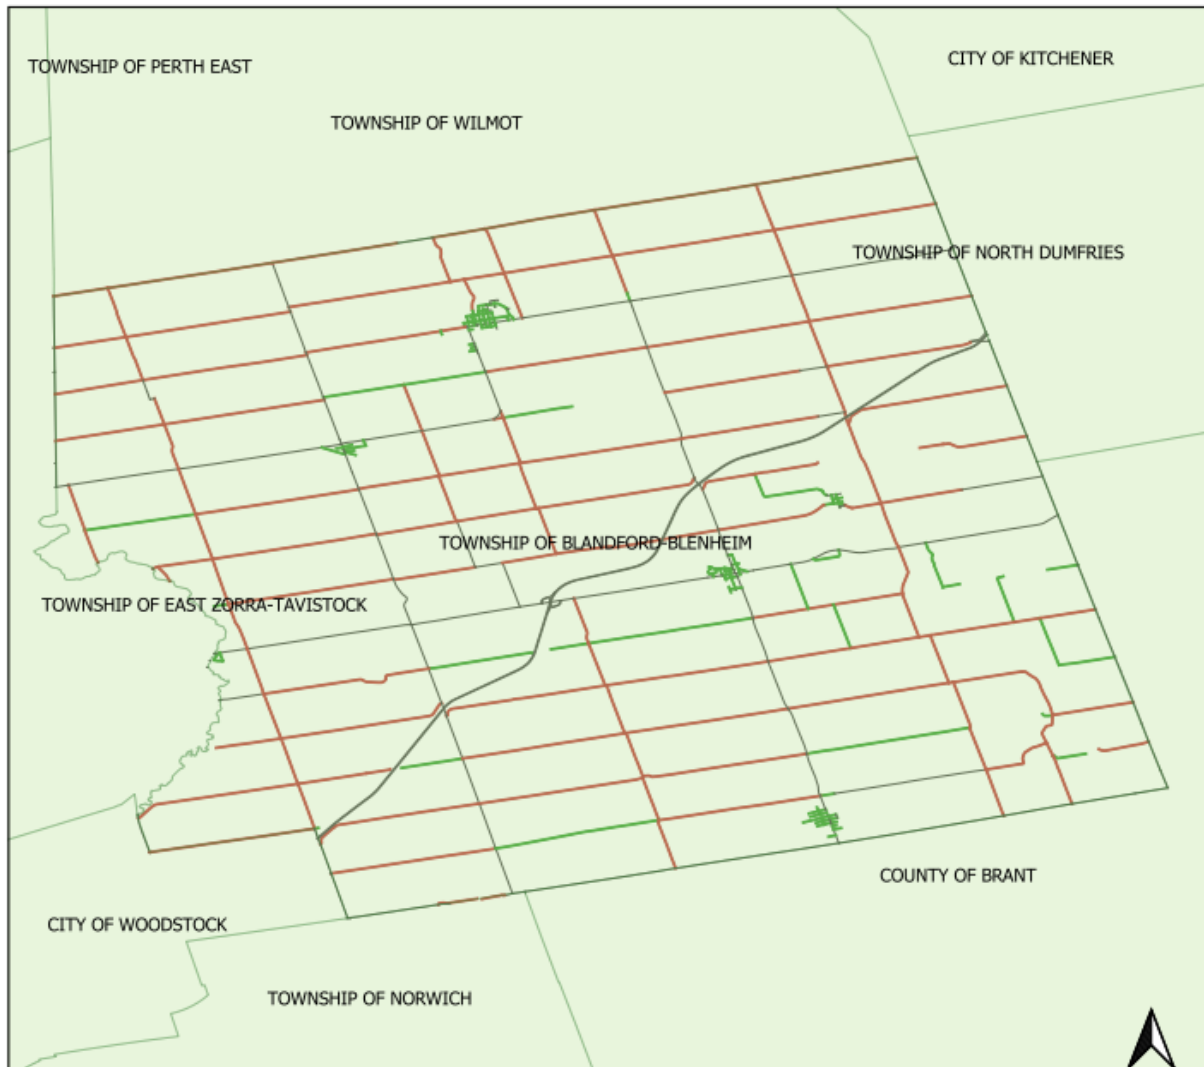 CITY OF KITCHENER
TOWNSHIP OF PERTH EAST
TOWNSHIP OF WILMOT
TOWNSHIP OF NORTH DUMFRIES
TOWNSHIP OF BLANDFORD-BLENHEIM
TOWNSHIP OF EAST ZORRA-TAVISTOCK
COUNTY OF BRANT
CITY OF WOODSTOCK
TOWNSHIP OF NORWICH